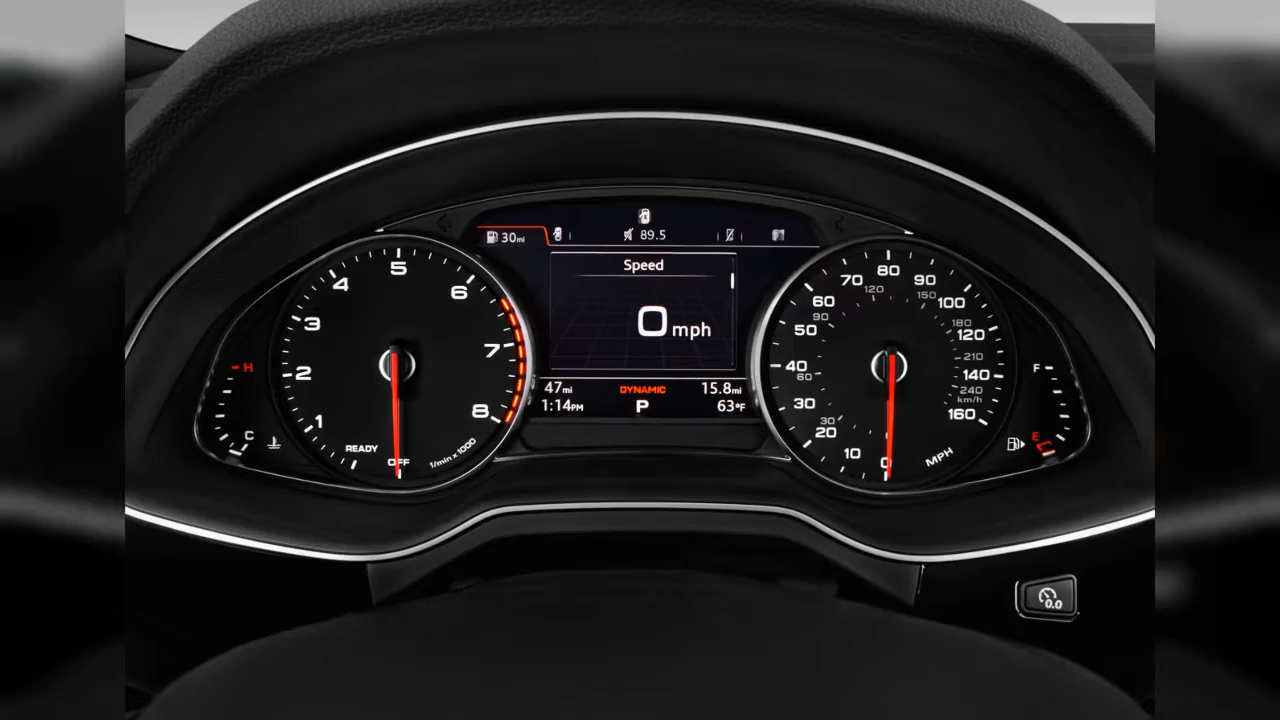 30mi
89.5
Speed
0 mph
47mi
DYNAMIC
15.8mi
1:14PM
P
63°F
H
C
OFF
READY
1
2
3
4
5
6
7
8
1/min x 1000
0
10
20
30
40
50
60
70
80
90
100
120
140
160
MPH
30
60
90
120
150
180
210
240
km/h
F
E
0.0